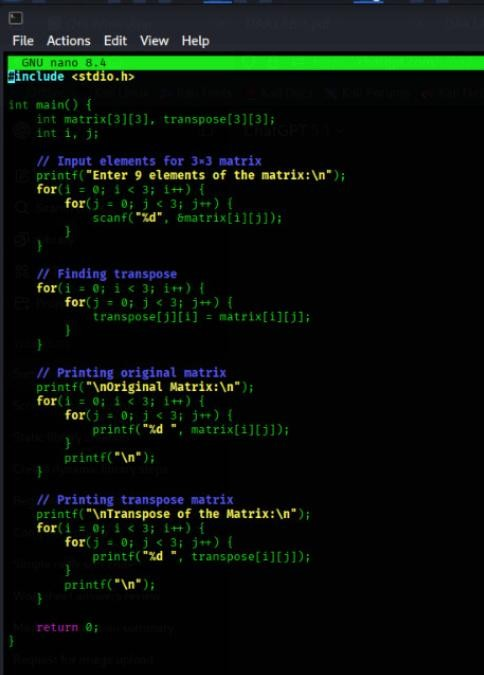 File Actions Edit View Help
GNU nano 8.4
#include <stdio.h>

int main() {
    int matrix[3][3], transpose[3][3];
    int i, j;

    // Input elements for 3×3 matrix
    printf("Enter 9 elements of the matrix:\n");
    for(i = 0; i < 3; i++) {
        for(j = 0; j < 3; j++) {
            scanf("%d", &matrix[i][j]);
        }
    }

    // Finding transpose
    for(i = 0; i < 3; i++) {
        for(j = 0; j < 3; j++) {
            transpose[j][i] = matrix[i][j];
        }
    }

    // Printing original matrix
    printf("\nOriginal Matrix:\n");
    for(i = 0; i < 3; i++) {
        for(j = 0; j < 3; j++) {
            printf("%d ", matrix[i][j]);
        }
        printf("\n");
    }

    // Printing transpose matrix
    printf("\nTranspose of the Matrix:\n");
    for(i = 0; i < 3; i++) {
        for(j = 0; j < 3; j++) {
            printf("%d ", transpose[i][j]);
        }
        printf("\n");
    }

    return 0;
}